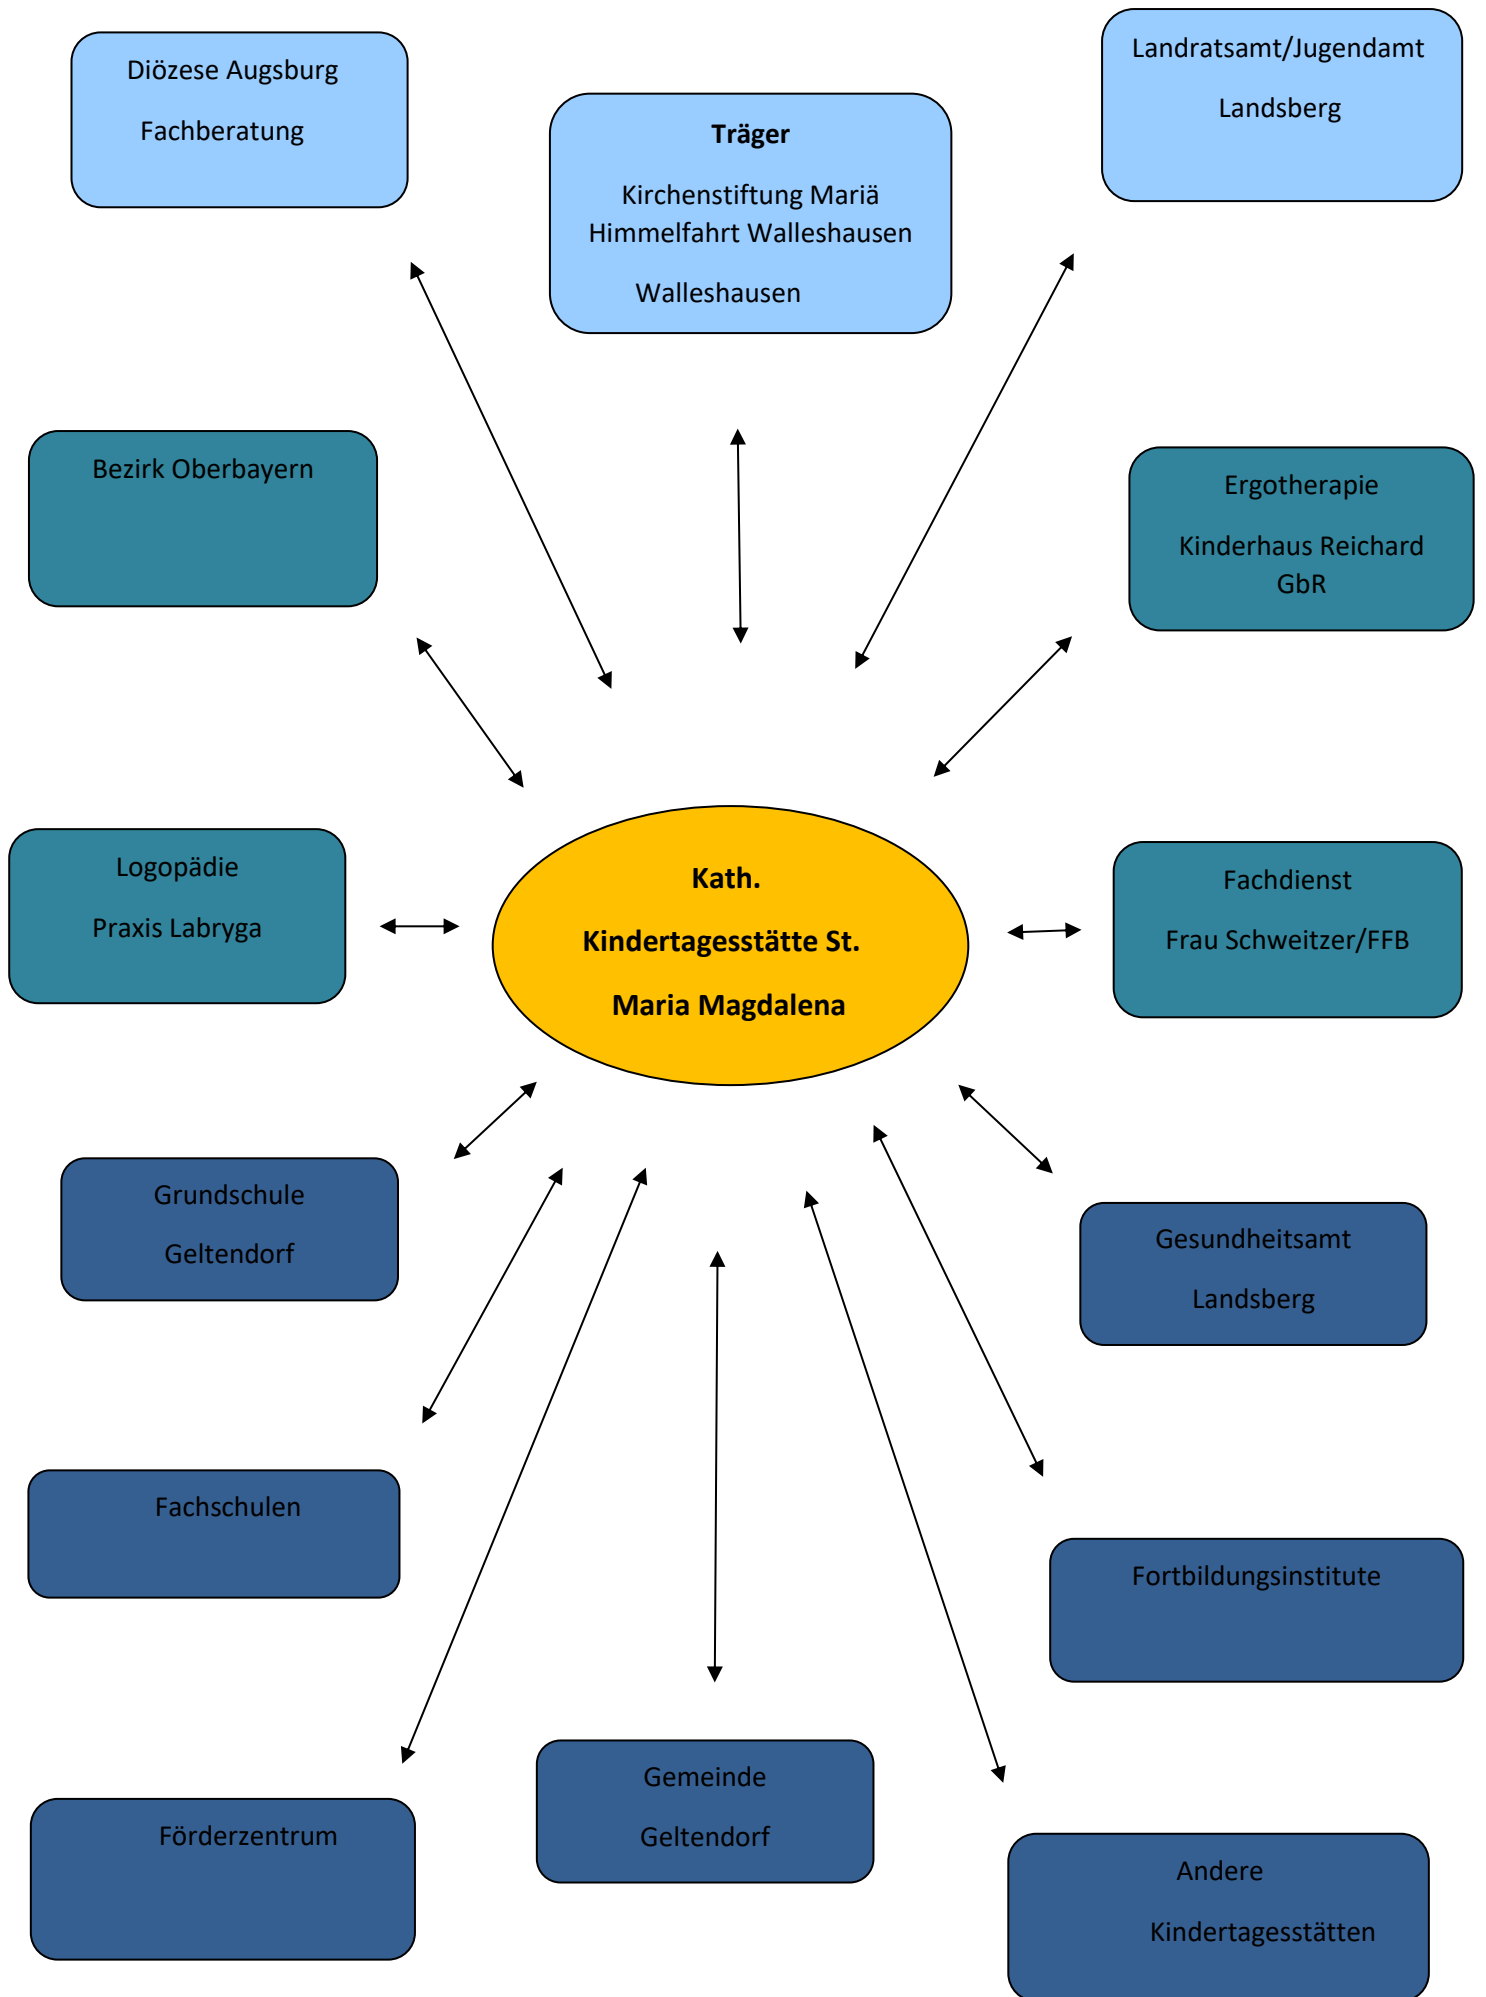 Diözese Augsburg
Fachberatung
Träger
Kirchenstiftung Mariä
Himmelfahrt Walleshausen
Walleshausen
Landratsamt/Jugendamt
Landsberg
Bezirk Oberbayern
Ergotherapie
Kinderhaus Reichard
GbR
Logopädie
Praxis Labryga
Kath.
Kindertagesstätte St.
Maria Magdalena
Fachdienst
Frau Schweitzer/FFB
Grundschule
Geltendorf
Gesundheitsamt
Landsberg
Fachschulen
Fortbildungsinstitute
Förderzentrum
Gemeinde
Geltendorf
Andere
Kindertagesstätten